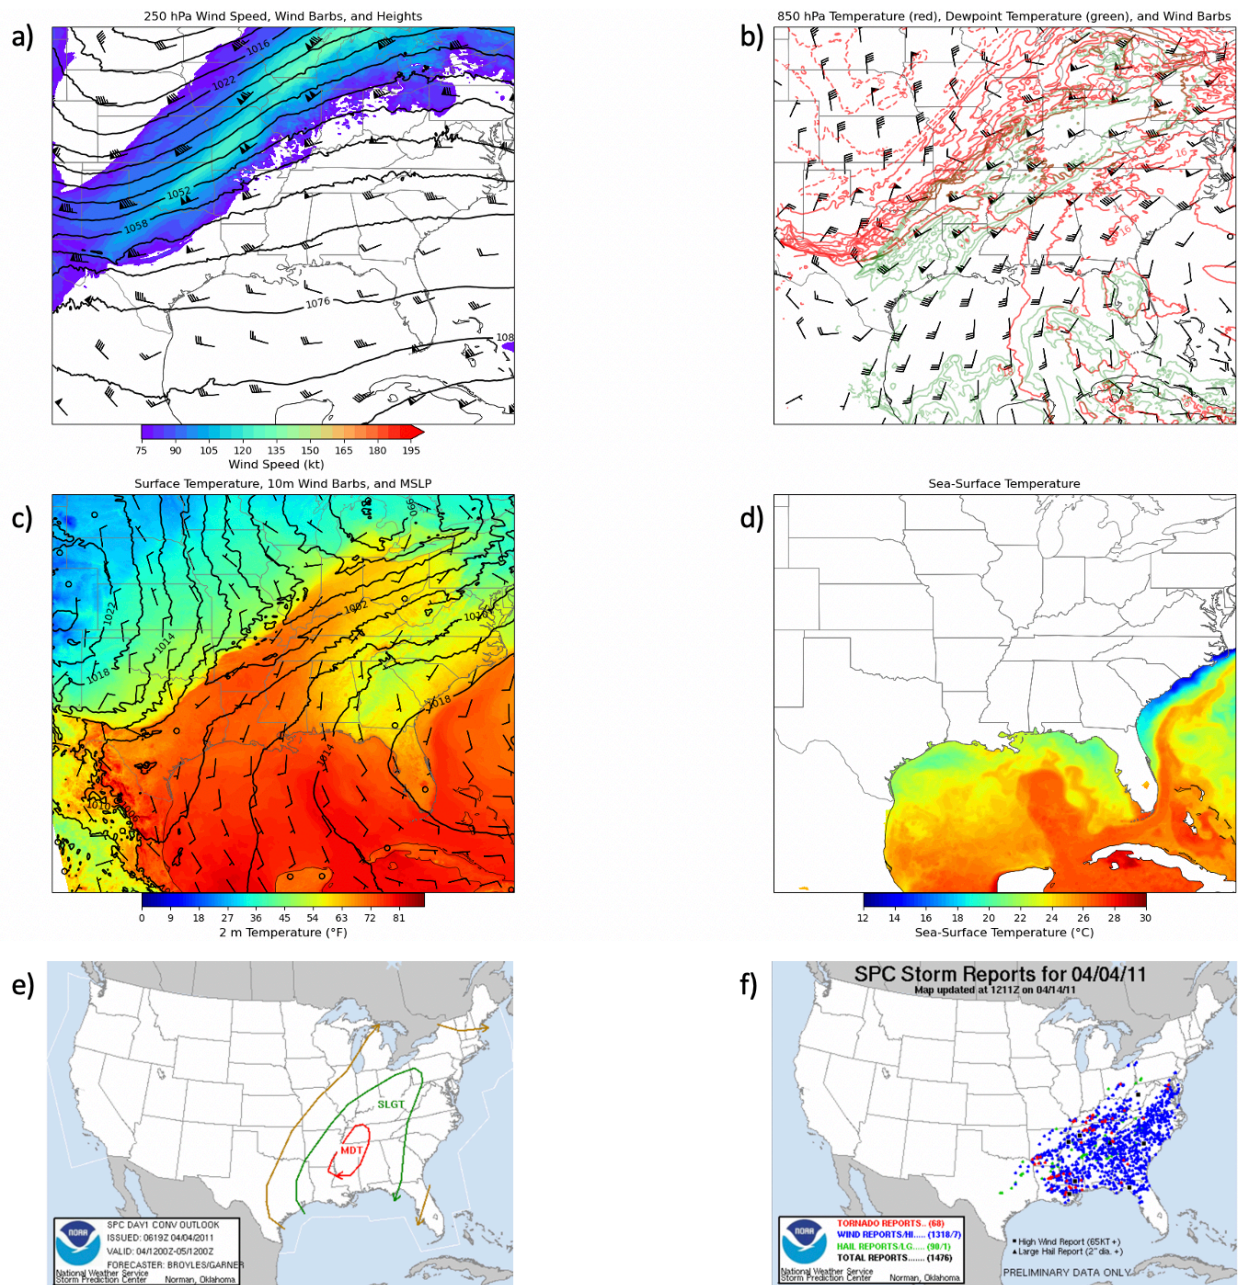 a)
250 hPa Wind Speed, Wind Barbs, and Heights
1016
1022
1052
1058
1076
108
75 90 105 120 135 150 165 180 195
Wind Speed (kt)
b)
850 hPa Temperature (red), Dewpoint Temperature (green), and Wind Barbs
16
16
c)
Surface Temperature, 10m Wind Barbs, and MSLP
990
1022
1014
1018
1002
1010
1018
1014
1010
0 9 18 27 36 45 54 63 72 81
2 m Temperature (°F)
d)
Sea-Surface Temperature
12 14 16 18 20 22 24 26 28 30
Sea-Surface Temperature (°C)
e)
SLGT
MDT
NOAA
SPC DAY1 CONV OUTLOOK
ISSUED: 0619Z 04/04/2011
VALID: 04/1200Z-05/1200Z
FORECASTER: BROYLES/GARNER
National Weather Service
Storm Prediction Center Norman, Oklahoma
f)
SPC Storm Reports for 04/04/11
Map updated at 1211Z on 04/14/11
NOAA
TORNADO REPORTS.. (68)
WIND REPORTS/HI..... (1318/7)
HAIL REPORTS/LG..... (90/1)
TOTAL REPORTS....... (1476)
National Weather Service
Storm Prediction Center Norman, Oklahoma
High Wind Report (65KT +)
Large Hail Report (2" dia. +)
PRELIMINARY DATA ONLY